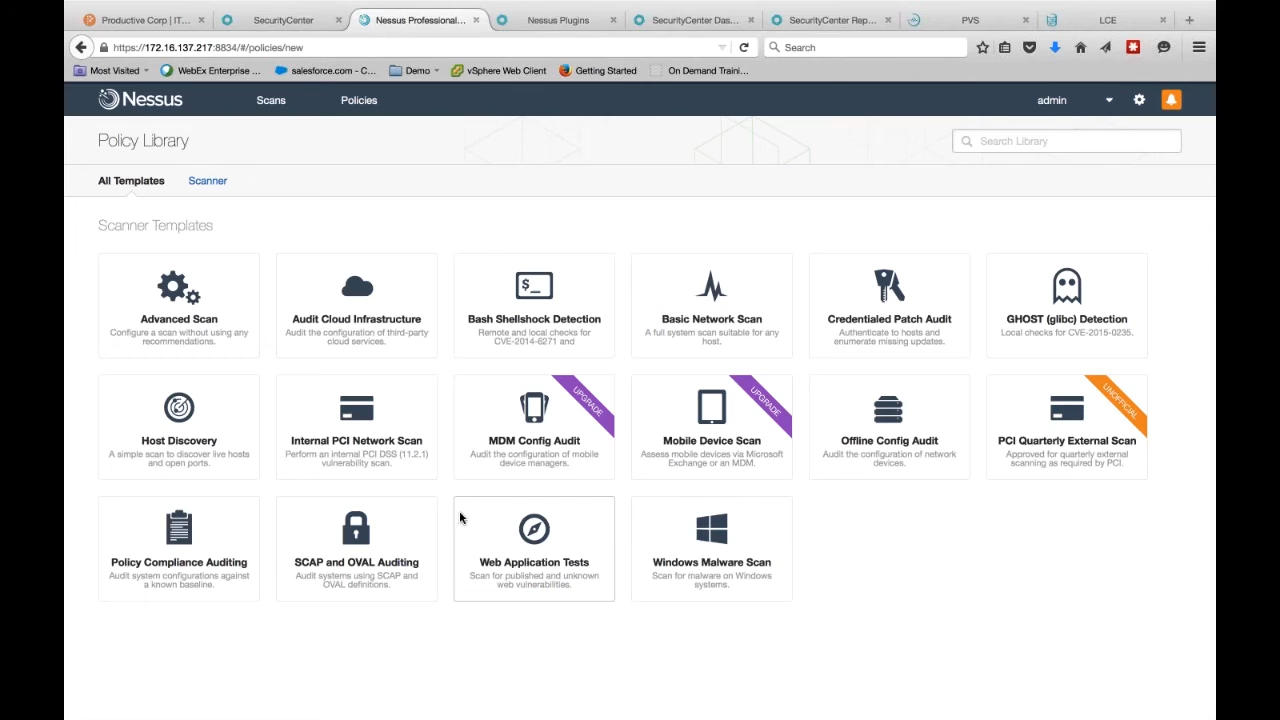 Productive Corp | IT...
SecurityCenter
Nessus Professional...
Nessus Plugins
SecurityCenter Das...
SecurityCenter Rep...
PVS
LCE
https://172.16.137.217:8834/#/policies/new
Search
Most Visited
WebEx Enterprise ...
salesforce.com - C...
Demo
vSphere Web Client
Getting Started
On Demand Traini...
Nessus
Scans
Policies
admin
Policy Library
Search Library
All Templates
Scanner
Scanner Templates
Advanced Scan
Configure a scan without using any
recommendations.
Audit Cloud Infrastructure
Audit the configuration of third-party
cloud services.
$_
Bash Shellshock Detection
Remote and local checks for
CVE-2014-6271 and
Basic Network Scan
A full system scan suitable for any
host.
Credentialed Patch Audit
Authenticate to hosts and
enumerate missing updates.
GHOST (glibc) Detection
Local checks for CVE-2015-0235.
Host Discovery
A simple scan to discover live hosts
and open ports.
Internal PCI Network Scan
Perform an internal PCI DSS (11.2.1)
vulnerability scan.
UPGRADE
MDM Config Audit
Audit the configuration of mobile
device managers.
UPGRADE
Mobile Device Scan
Assess mobile devices via Microsoft
Exchange or an MDM.
Offline Config Audit
Audit the configuration of network
devices.
UNOFFICIAL
PCI Quarterly External Scan
Approved for quarterly external
scanning as required by PCI.
Policy Compliance Auditing
Audit system configurations against
a known baseline.
SCAP and OVAL Auditing
Audit systems using SCAP and
OVAL definitions.
Web Application Tests
Scan for published and unknown
web vulnerabilities.
Windows Malware Scan
Scan for malware on Windows
systems.